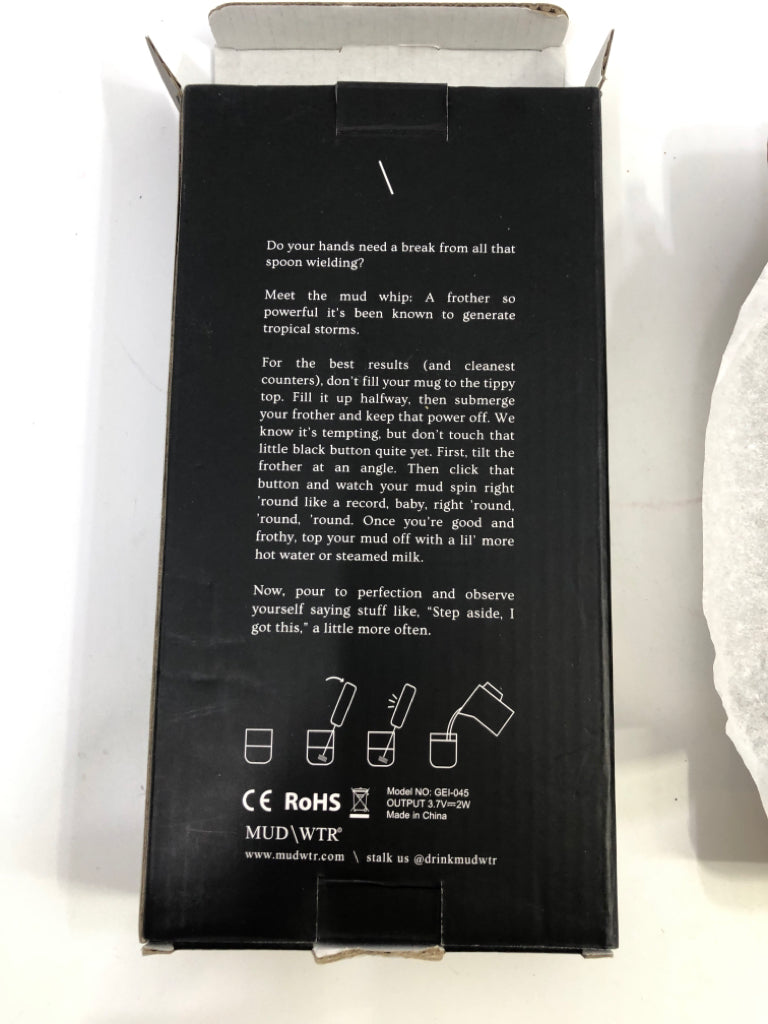 \
Do your hands need a break from all that
spoon wielding?
Meet the mud whip: A frother so
powerful it's been known to generate
tropical storms.
For the best results (and cleanest
counters), don't fill your mug to the tippy
top. Fill it up halfway, then submerge
your frother and keep that power off. We
know it's tempting, but don't touch that
little black button quite yet. First, tilt the
frother at an angle. Then click that
button and watch your mud spin right
'round like a record, baby, right 'round,
'round, 'round. Once you're good and
frothy, top your mud off with a lil' more
hot water or steamed milk.
Now, pour to perfection and observe
yourself saying stuff like, “Step aside, I
got this,” a little more often.
CE RoHS
Model NO: GEI-045
OUTPUT 3.7V⎓2W
Made in China
MUD\WTR®
www.mudwtr.com \ stalk us @drinkmudwtr